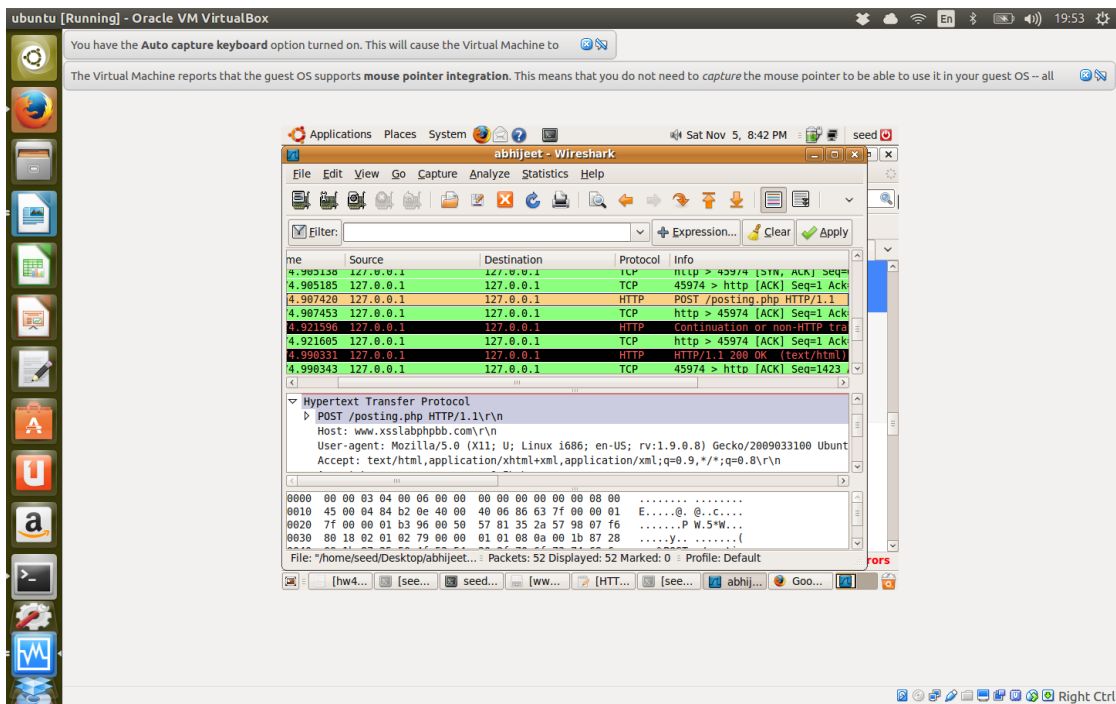 ubuntu [Running] - Oracle VM VirtualBox
En
19:53
You have the Auto capture keyboard option turned on. This will cause the Virtual Machine to
The Virtual Machine reports that the guest OS supports mouse pointer integration. This means that you do not need to capture the mouse pointer to be able to use it in your guest OS -- all
Applications Places System
Sat Nov 5, 8:42 PM
seed
abhijeet - Wireshark
File Edit View Go Capture Analyze Statistics Help
Filter:
Expression... Clear Apply
me Source Destination Protocol Info
4.905138 127.0.0.1 127.0.0.1 TCP http > 45974 [SYN, ACK] Seq=
4.905185 127.0.0.1 127.0.0.1 TCP 45974 > http [ACK] Seq=1 Ack
4.907420 127.0.0.1 127.0.0.1 HTTP POST /posting.php HTTP/1.1
4.907453 127.0.0.1 127.0.0.1 TCP http > 45974 [ACK] Seq=1 Ack
4.921596 127.0.0.1 127.0.0.1 HTTP Continuation or non-HTTP tra
4.921605 127.0.0.1 127.0.0.1 TCP http > 45974 [ACK] Seq=1 Ack
4.990331 127.0.0.1 127.0.0.1 HTTP HTTP/1.1 200 OK (text/html)
4.990343 127.0.0.1 127.0.0.1 TCP 45974 > http [ACK] Seq=1423
Hypertext Transfer Protocol
POST /posting.php HTTP/1.1\r\n
Host: www.xsslabphpbb.com\r\n
User-agent: Mozilla/5.0 (X11; U; Linux i686; en-US; rv:1.9.0.8) Gecko/2009033100 Ubunt
Accept: text/html,application/xhtml+xml,application/xml;q=0.9,*/*;q=0.8\r\n
0000 00 00 03 04 00 06 00 00 00 00 00 00 00 00 08 00 ........ ........
0010 45 00 04 84 b2 0e 40 00 40 06 86 63 7f 00 00 01 E.....@. @..c....
0020 7f 00 00 01 b3 96 00 50 57 81 35 2a 57 98 07 f6 .......P W.5*W...
0030 80 18 02 01 02 79 00 00 01 01 08 0a 00 1b 87 28 .....y.. .......(
File: "/home/seed/Desktop/abhijeet... Packets: 52 Displayed: 52 Marked: 0 Profile: Default
rors
[hw4... [see... seed... [ww... [HTT... [see... abhij... Goo...
Right Ctrl